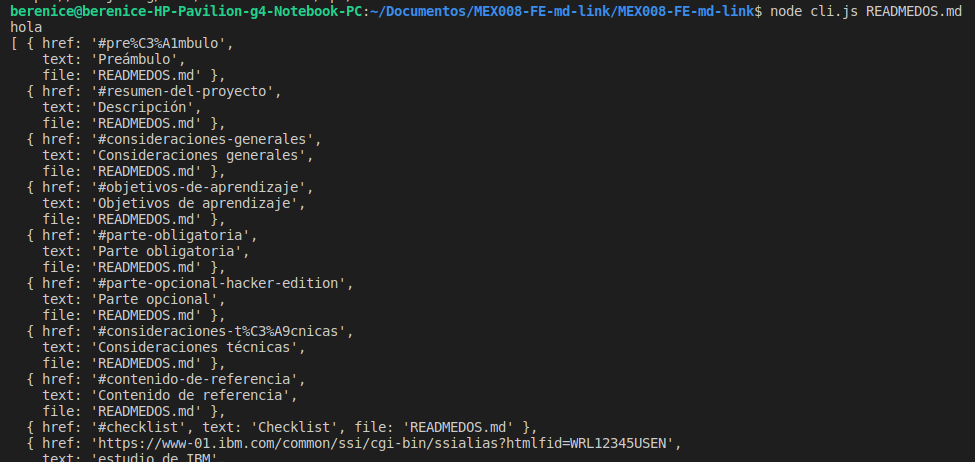 berenice@berenice-HP-Pavilion-g4-Notebook-PC:~/Documentos/MEX008-FE-md-link/MEX008-FE-md-link$ node cli.js READMEDOS.md
hola
[ { href: '#pre%C3%A1mbulo',
text: 'Preámbulo',
file: 'READMEDOS.md' },
{ href: '#resumen-del-proyecto',
text: 'Descripción',
file: 'READMEDOS.md' },
{ href: '#consideraciones-generales',
text: 'Consideraciones generales',
file: 'READMEDOS.md' },
{ href: '#objetivos-de-aprendizaje',
text: 'Objetivos de aprendizaje',
file: 'READMEDOS.md' },
{ href: '#parte-obligatoria',
text: 'Parte obligatoria',
file: 'READMEDOS.md' },
{ href: '#parte-opcional-hacker-edition',
text: 'Parte opcional',
file: 'READMEDOS.md' },
{ href: '#consideraciones-t%C3%A9cnicas',
text: 'Consideraciones técnicas',
file: 'READMEDOS.md' },
{ href: '#contenido-de-referencia',
text: 'Contenido de referencia',
file: 'READMEDOS.md' },
{ href: '#checklist', text: 'Checklist', file: 'READMEDOS.md' },
{ href: 'https://www-01.ibm.com/common/ssi/cgi-bin/ssialias?htmlfid=WRL12345USEN',
text: 'estudio de IBM'